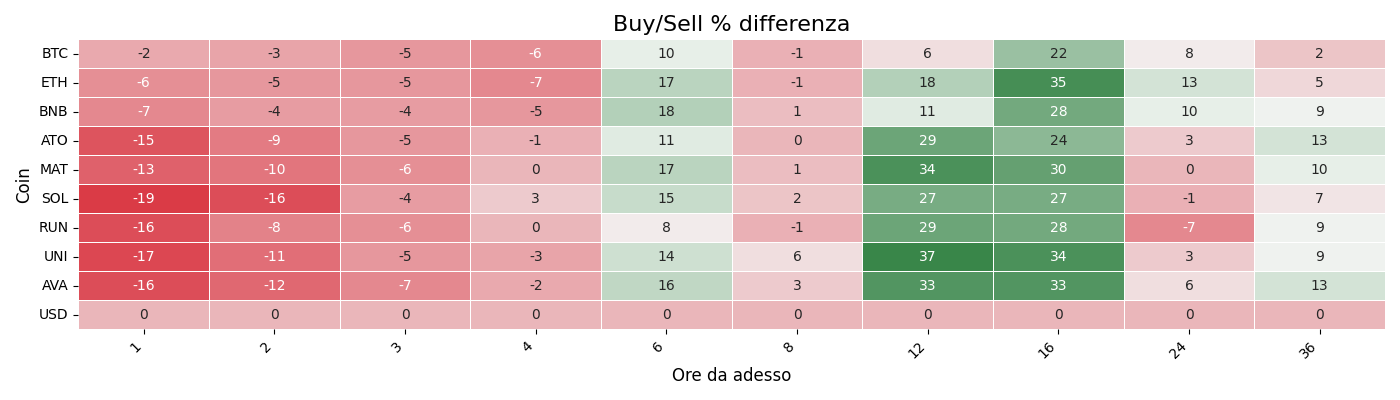 Buy/Sell % differenza
Coin
BTC -2 -3 -5 -6 10 -1 6 22 8 2
ETH -6 -5 -5 -7 17 -1 18 35 13 5
BNB -7 -4 -4 -5 18 1 11 28 10 9
ATO -15 -9 -5 -1 11 0 29 24 3 13
MAT -13 -10 -6 0 17 1 34 30 0 10
SOL -19 -16 -4 3 15 2 27 27 -1 7
RUN -16 -8 -6 0 8 -1 29 28 -7 9
UNI -17 -11 -5 -3 14 6 37 34 3 9
AVA -16 -12 -7 -2 16 3 33 33 6 13
USD 0 0 0 0 0 0 0 0 0 0
1 2 3 4 6 8 12 16 24 36
Ore da adesso